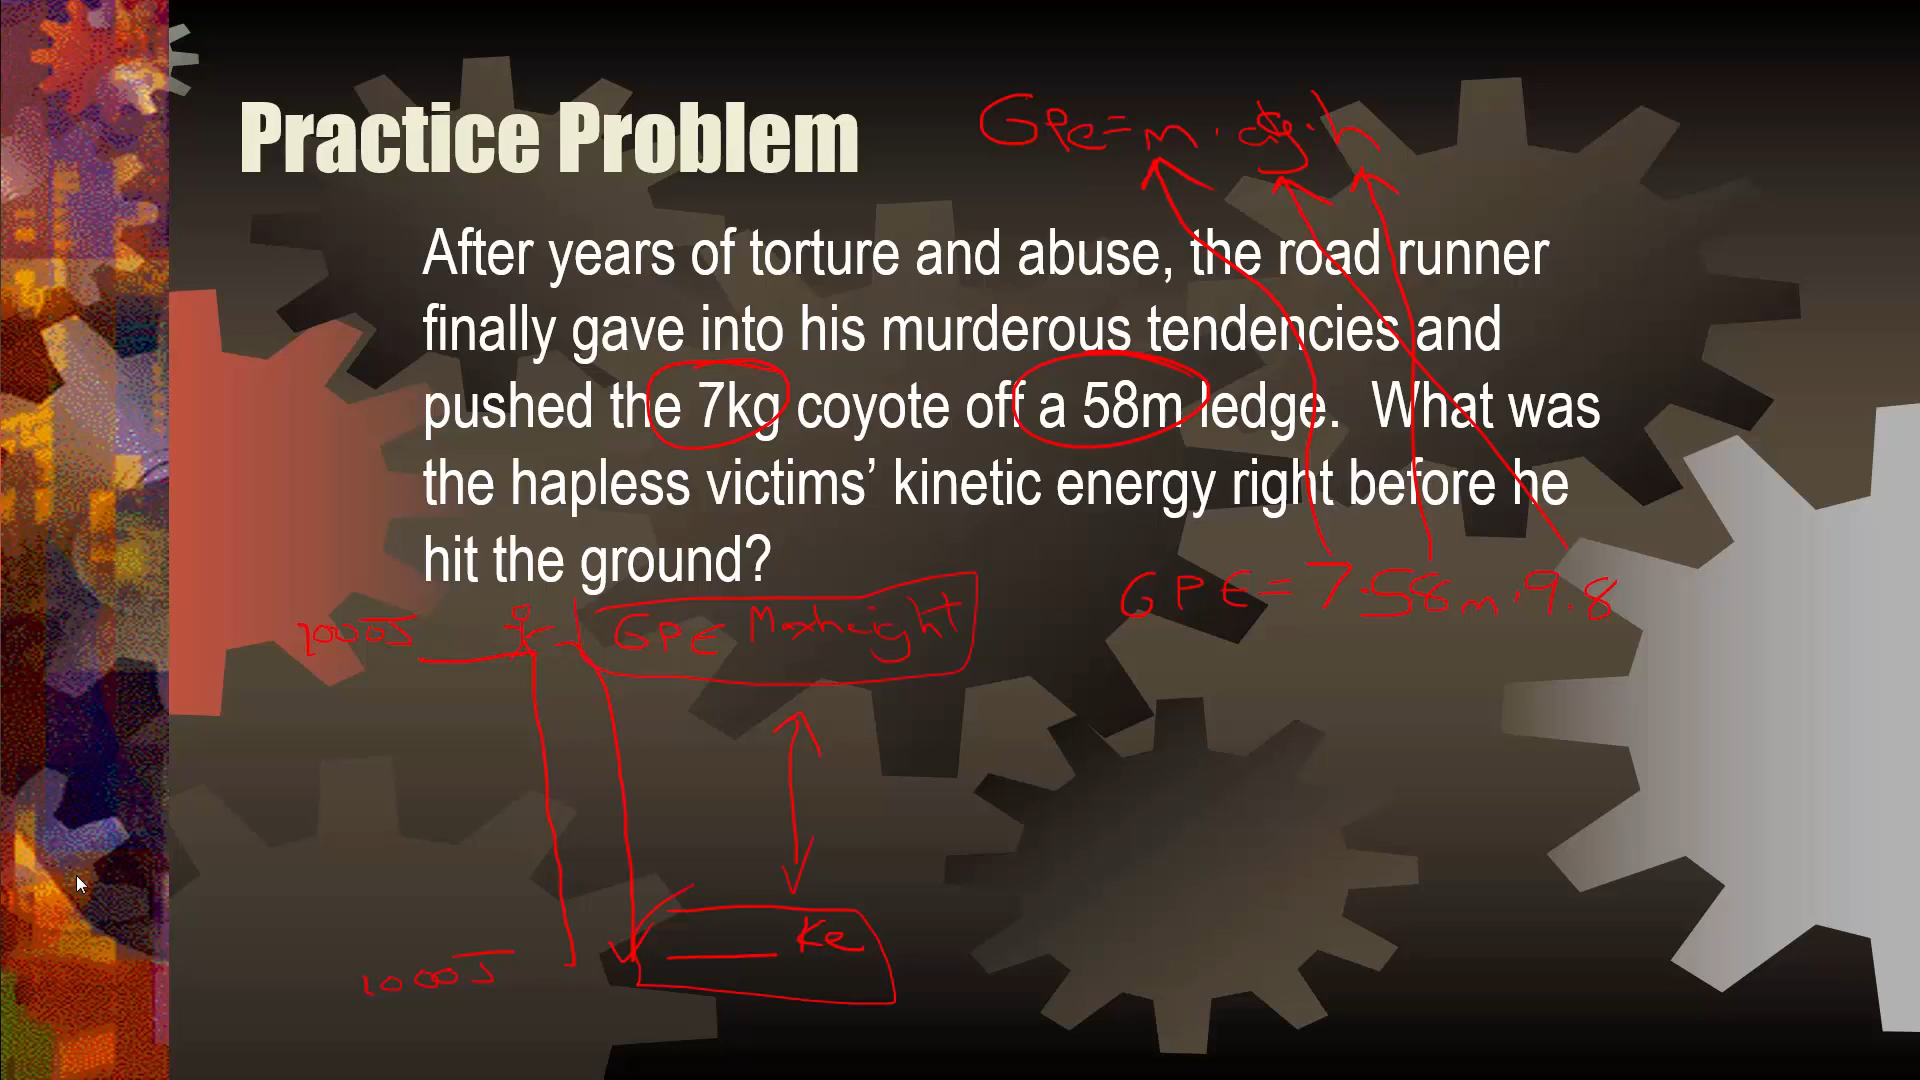 Practice Problem
GPE = m · g · h
After years of torture and abuse, the road runner
finally gave into his murderous tendencies and
pushed the 7kg coyote off a 58m ledge. What was
the hapless victims’ kinetic energy right before he
hit the ground?
GPE = 7·58m·9.8
1000J
GPE Maxheight
Ke
1000J